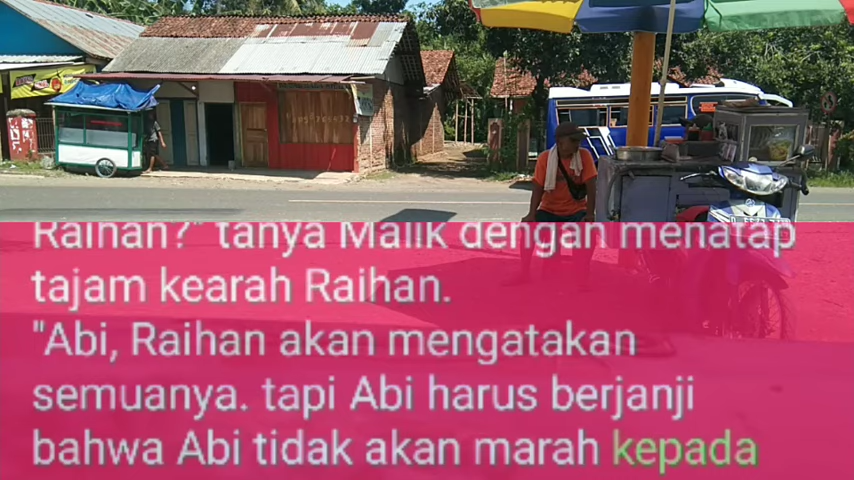 Raihan?" tanya Malik dengan menatap
tajam kearah Raihan.
"Abi, Raihan akan mengatakan
semuanya. tapi Abi harus berjanji
bahwa Abi tidak akan marah kepada